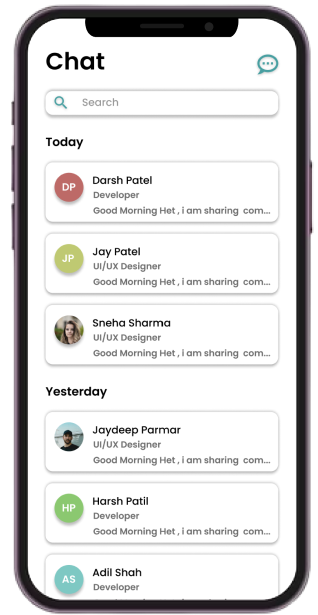 Chat
Search
Today
DP
Darsh Patel
Developer
Good Morning Het , i am sharing com...
JP
Jay Patel
UI/UX Designer
Good Morning Het , i am sharing com...
Sneha Sharma
UI/UX Designer
Good Morning Het , i am sharing com...
Yesterday
Jaydeep Parmar
UI/UX Designer
Good Morning Het , i am sharing com...
HP
Harsh Patil
Developer
Good Morning Het , i am sharing com...
AS
Adil Shah
Developer